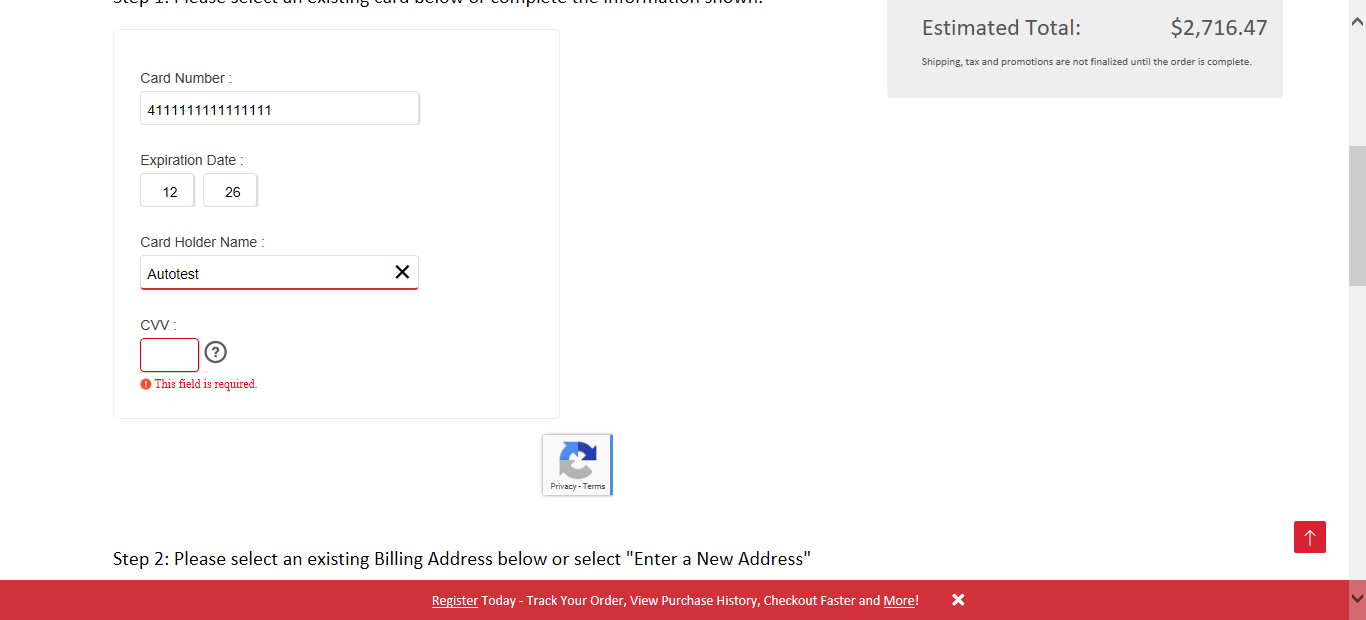 Step 1: Please select an existing card below or complete the information shown.
Estimated Total: $2,716.47
Shipping, tax and promotions are not finalized until the order is complete.
Card Number :
4111111111111111
Expiration Date :
12 26
Card Holder Name :
Autotest
CVV :
This field is required.
Privacy - Terms
Step 2: Please select an existing Billing Address below or select "Enter a New Address"
Register Today - Track Your Order, View Purchase History, Checkout Faster and More!